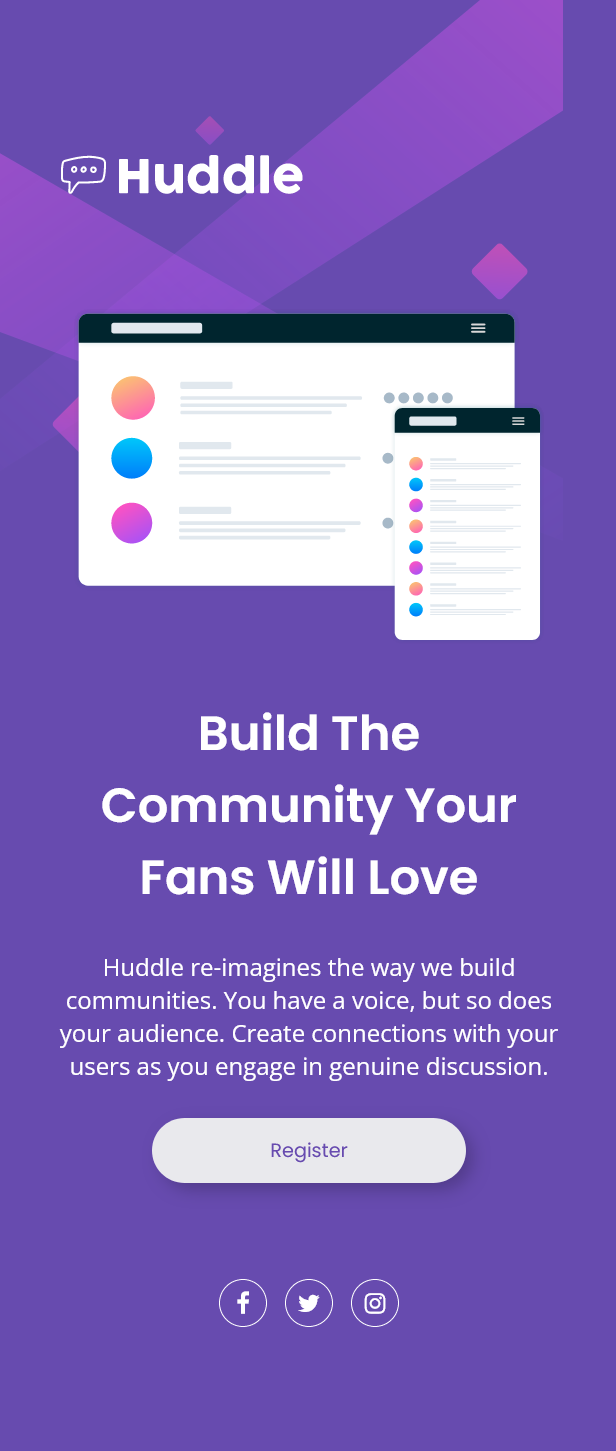 Huddle
Build The
Community Your
Fans Will Love
Huddle re-imagines the way we build
communities. You have a voice, but so does
your audience. Create connections with your
users as you engage in genuine discussion.
Register